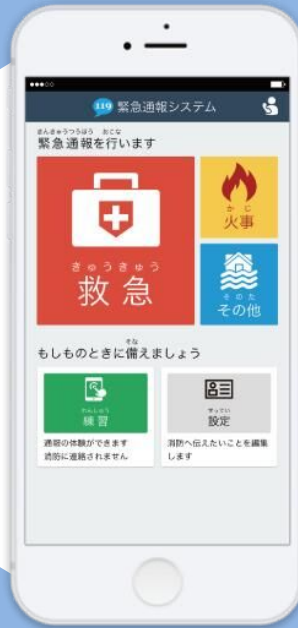 119 緊急通報システム
きんきゅうつうほう おこな
緊急通報を行います
きゅうきゅう
救急
かじ
火事
そのた
その他
そな
もしものときに備えましょう
れんしゅう
練習
通報の体験ができます
消防に連絡されません
せってい
設定
消防へ伝えたいことを編集
します